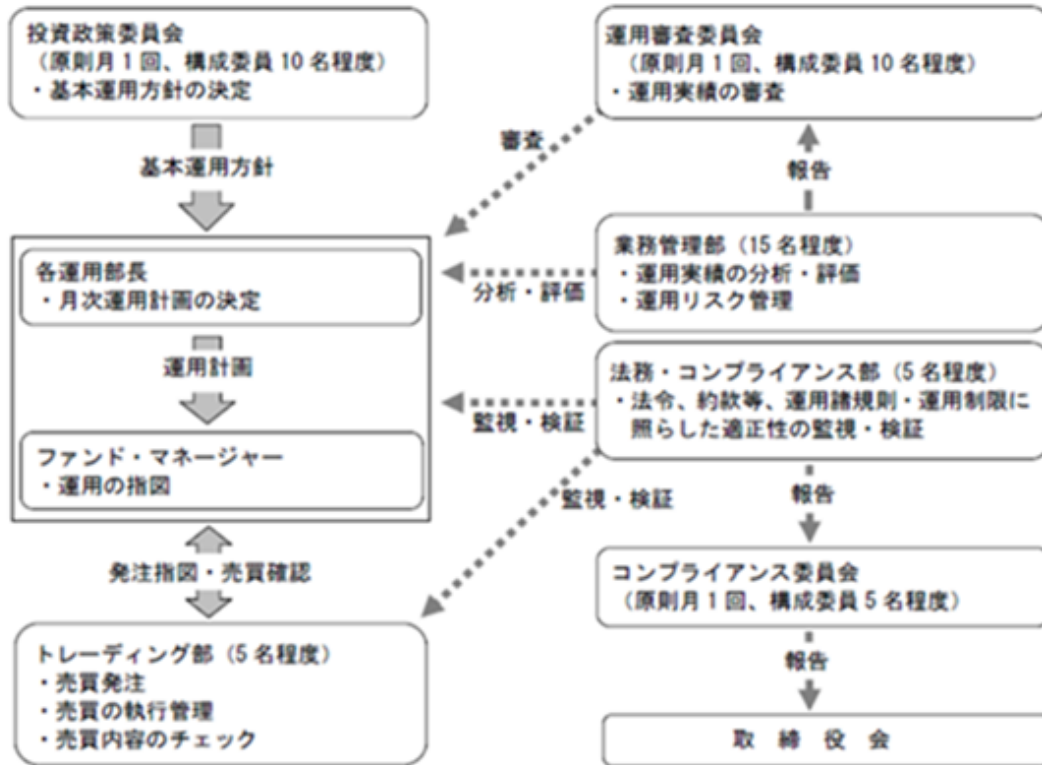 投資政策委員会
（原則月1回、構成委員10名程度）
・基本運用方針の決定
基本運用方針
各運用部長
・月次運用計画の決定
運用計画
ファンド・マネージャー
・運用の指図
発注指図・売買確認
トレーディング部（5名程度）
・売買発注
・売買の執行管理
・売買内容のチェック
運用審査委員会
（原則月1回、構成委員10名程度）
・運用実績の審査
審査
報告
業務管理部（15名程度）
・運用実績の分析・評価
・運用リスク管理
分析・評価
法務・コンプライアンス部（5名程度）
・法令、約款等、運用諸規則・運用制限に
照らした適正性の監視・検証
監視・検証
監視・検証
報告
コンプライアンス委員会
（原則月1回、構成委員5名程度）
報告
取　締　役　会